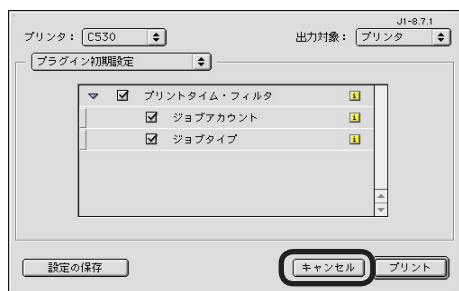 J1-8.7.1
プリンタ： C530 出力対象： プリンタ
プラグイン初期設定
プリントタイム・フィルタ
ジョブアカウント
ジョブタイプ
設定の保存 キャンセル プリント